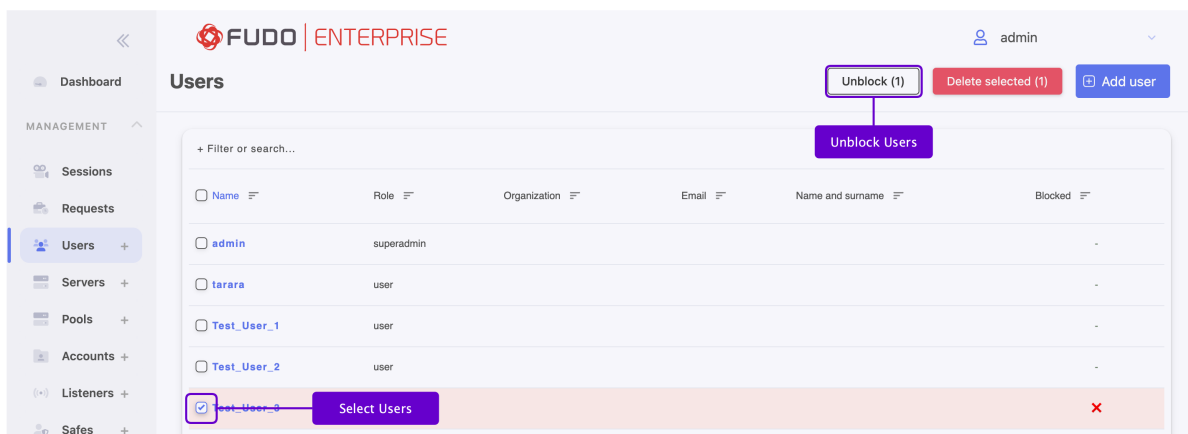 FUDO ENTERPRISE
admin
Dashboard
Users
Unblock (1)
Delete selected (1)
Add user
MANAGEMENT
Unblock Users
+ Filter or search...
Sessions
Name
Role
Organization
Email
Name and surname
Blocked
Requests
Users +
admin
superadmin
-
Servers +
tarara
user
-
Pools +
Test_User_1
user
-
Accounts +
Test_User_2
user
-
Listeners +
Test_User_3
Select Users
Safes +